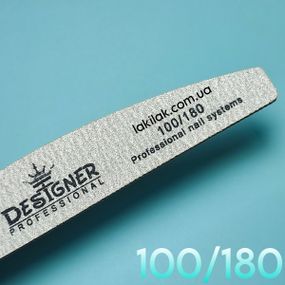 lakilak.com.ua
100/180
Professional nail systems
DESIGNER
PROFESSIONAL
100/180